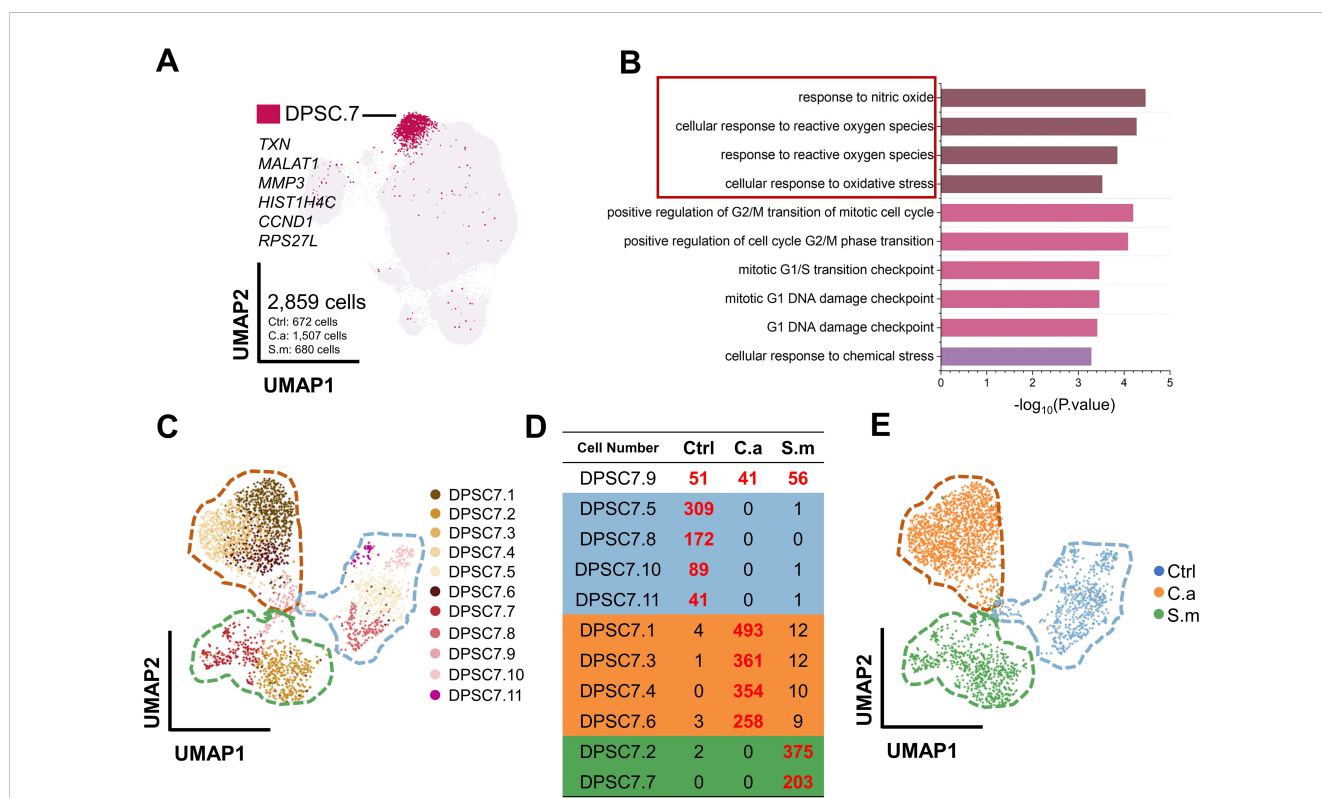 A
DPSC.7
TXN
MALAT1
MMP3
HIST1H4C
CCND1
RPS27L
2,859 cells
Ctrl: 672 cells
C.a: 1,507 cells
S.m: 680 cells
UMAP2
UMAP1
B
response to nitric oxide
cellular response to reactive oxygen species
response to reactive oxygen species
cellular response to oxidative stress
positive regulation of G2/M transition of mitotic cell cycle
positive regulation of cell cycle G2/M phase transition
mitotic G1/S transition checkpoint
mitotic G1 DNA damage checkpoint
G1 DNA damage checkpoint
cellular response to chemical stress
0 1 2 3 4 5
-log10(P.value)
C
DPSC7.1
DPSC7.2
DPSC7.3
DPSC7.4
DPSC7.5
DPSC7.6
DPSC7.7
DPSC7.8
DPSC7.9
DPSC7.10
DPSC7.11
UMAP2
UMAP1
D
Cell Number Ctrl C.a S.m
DPSC7.9 51 41 56
DPSC7.5 309 0 1
DPSC7.8 172 0 0
DPSC7.10 89 0 1
DPSC7.11 41 0 1
DPSC7.1 4 493 12
DPSC7.3 1 361 12
DPSC7.4 0 354 10
DPSC7.6 3 258 9
DPSC7.2 2 0 375
DPSC7.7 0 0 203
E
Ctrl
C.a
S.m
UMAP2
UMAP1